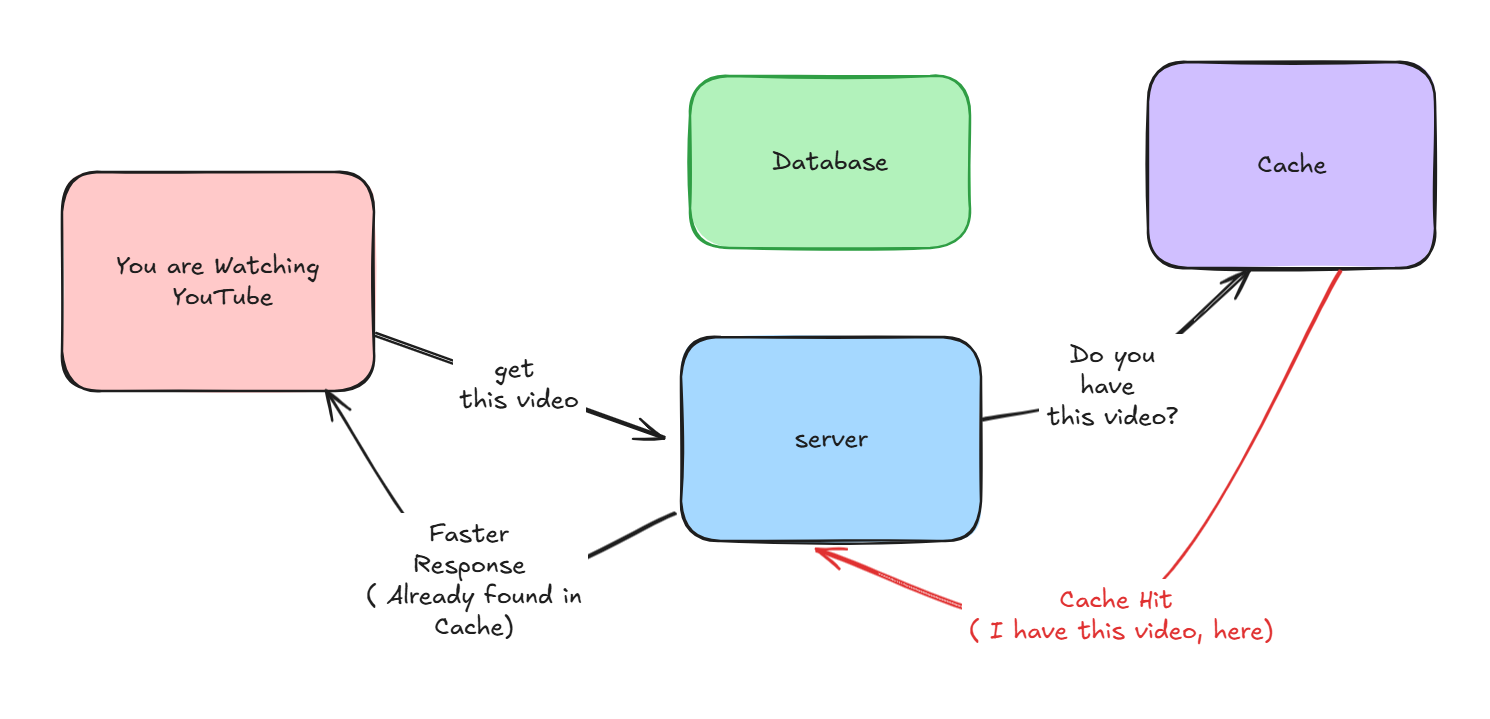 Database
Cache
You are Watching
YouTube
get
this video
Do you
have
this video?
server
Faster
Response
( Already found in
Cache)
Cache Hit
( I have this video, here)